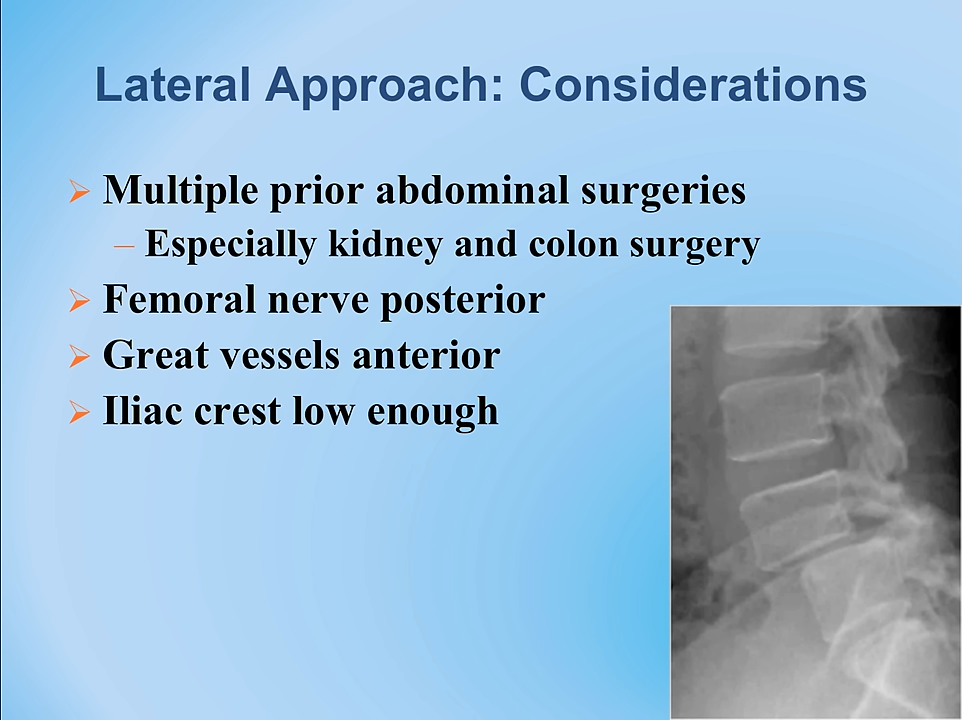 Lateral Approach: Considerations
➢ Multiple prior abdominal surgeries
– Especially kidney and colon surgery
➢ Femoral nerve posterior
➢ Great vessels anterior
➢ Iliac crest low enough